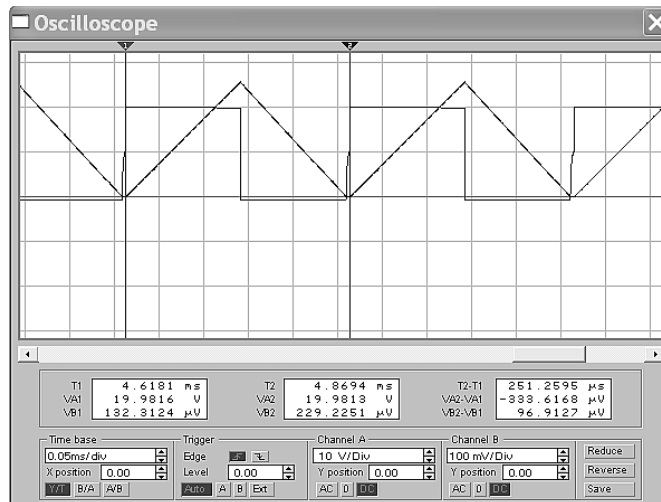 Oscilloscope
1 2
T1 4.6181 ms T2 4.8694 ms T2-T1 251.2595 µs
VA1 19.9816 V VA2 19.9813 V VA2-VA1 -333.6168 µV
VB1 132.3124 µV VB2 229.2251 µV VB2-VB1 96.9127 µV
Time base Trigger Channel A Channel B
0.05ms/div Edge 10 V/Div 100 mV/Div Reduce
X position 0.00 Level 0.00 Y position 0.00 Y position 0.00 Reverse
Y/T B/A A/B Auto A B Ext AC 0 DC AC 0 DC Save